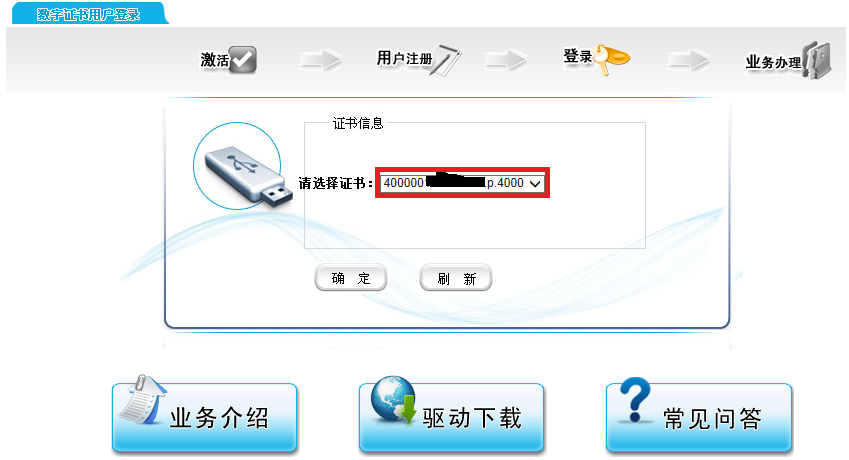 数字证书用户登录
激活 用户注册 登录 业务办理
证书信息
请选择证书： 400000 .p.4000
确 定 刷 新
业务介绍 驱动下载 常见问答